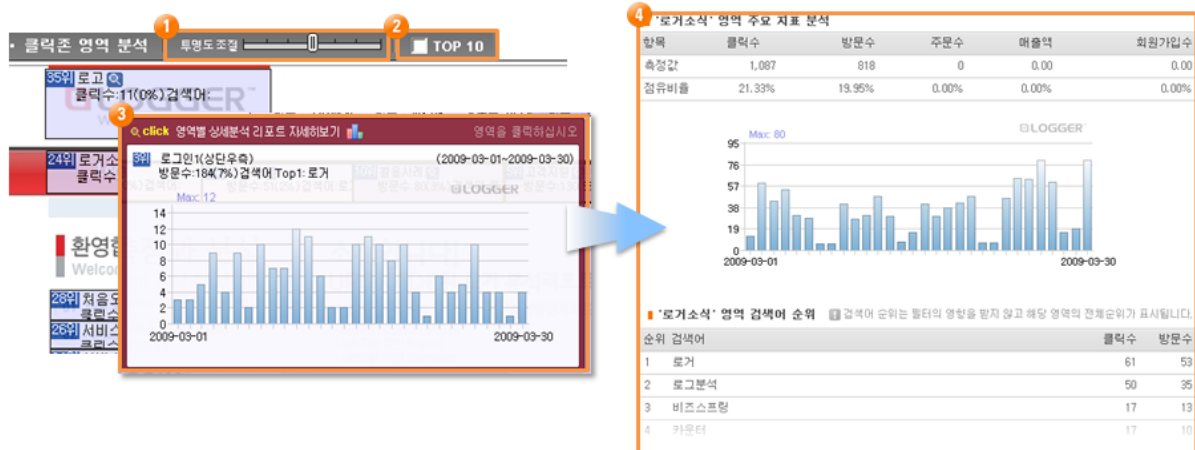 1
2
· 클릭존 영역 분석 투명도조절 TOP 10
35위 로고
클릭수:11(0%)검색어:
LOGGER
3
click 영역별 상세분석 리포트 자세히보기 영역을 클릭하십시오
24위 로거소
클릭수
3위 로그인1(상단우측) (2009-03-01~2009-03-30)
방문수:184(7%)검색어Top1:로거
LOGGER
Max: 12
14
12
10
8
6
4
2
0
2009-03-01 2009-03-30
환영합
Welcom
28위 처음오
클릭수
26위 서비스
클릭수
4
'로거소식' 영역 주요 지표 분석
항목 클릭수 방문수 주문수 매출액 회원가입수
측정값 1,087 818 0 0.00 0.00
점유비율 21.33% 19.95% 0.00% 0.00% 0.00%
Max: 80
LOGGER
95
76
57
38
19
0
2009-03-01 2009-03-30
'로거소식' 영역 검색어 순위 검색어 순위는 필터의 영향을 받지 않고 해당 영역의 전체순위가 표시됩니다.
순위 검색어 클릭수 방문수
1 로거 61 53
2 로그분석 50 35
3 비즈스프링 17 13
4 카운터 17 10